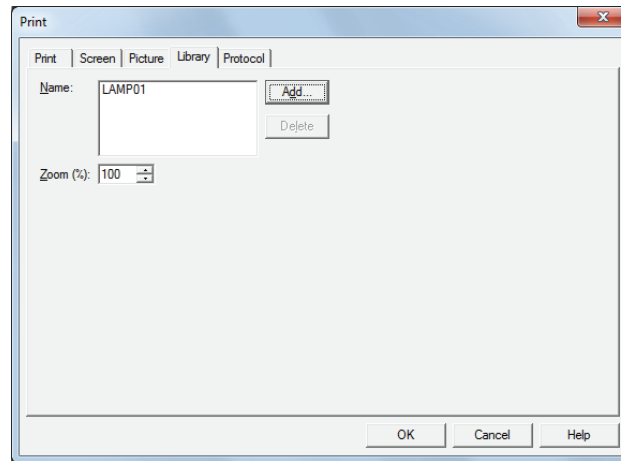 Print
Print Screen Picture Library Protocol
Name: LAMP01 Add...
Delete
Zoom (%): 100
OK Cancel Help